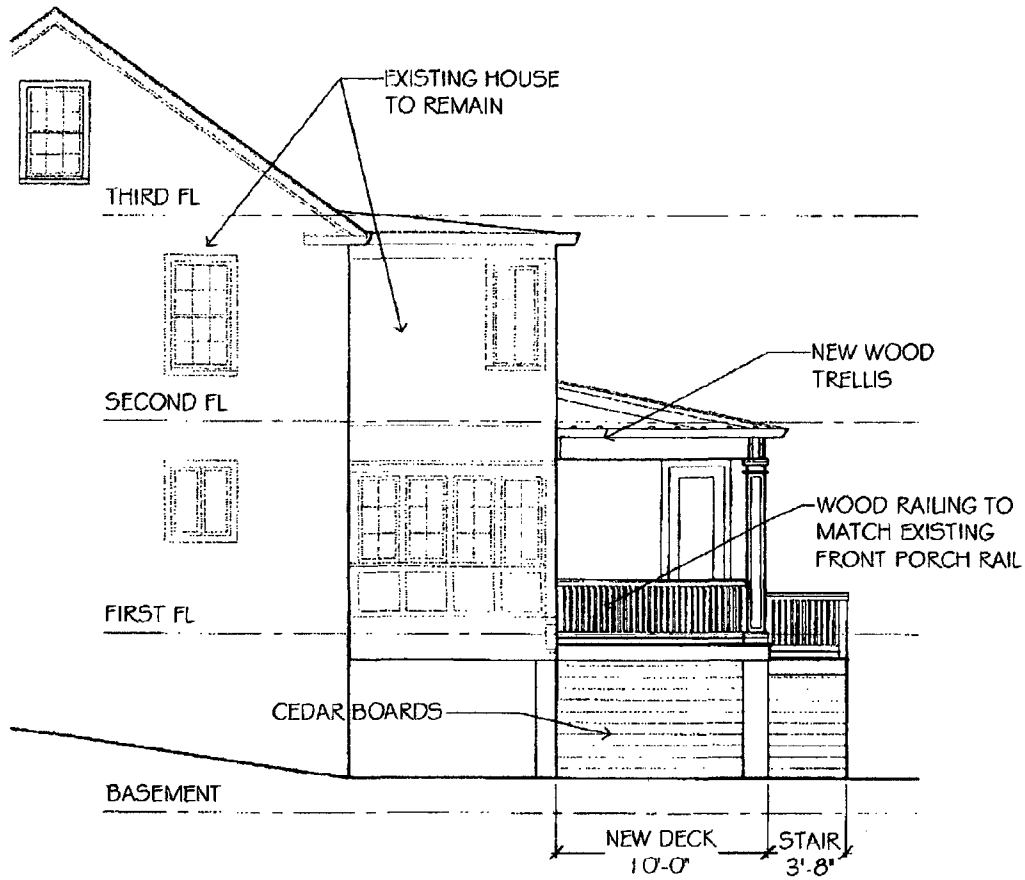 EXISTING HOUSE
TO REMAIN
THIRD FL
NEW WOOD
TRELLIS
SECOND FL
WOOD RAILING TO
MATCH EXISTING
FRONT PORCH RAIL
FIRST FL
CEDAR BOARDS
BASEMENT
NEW DECK
10'-0"
STAIR
3'-8"